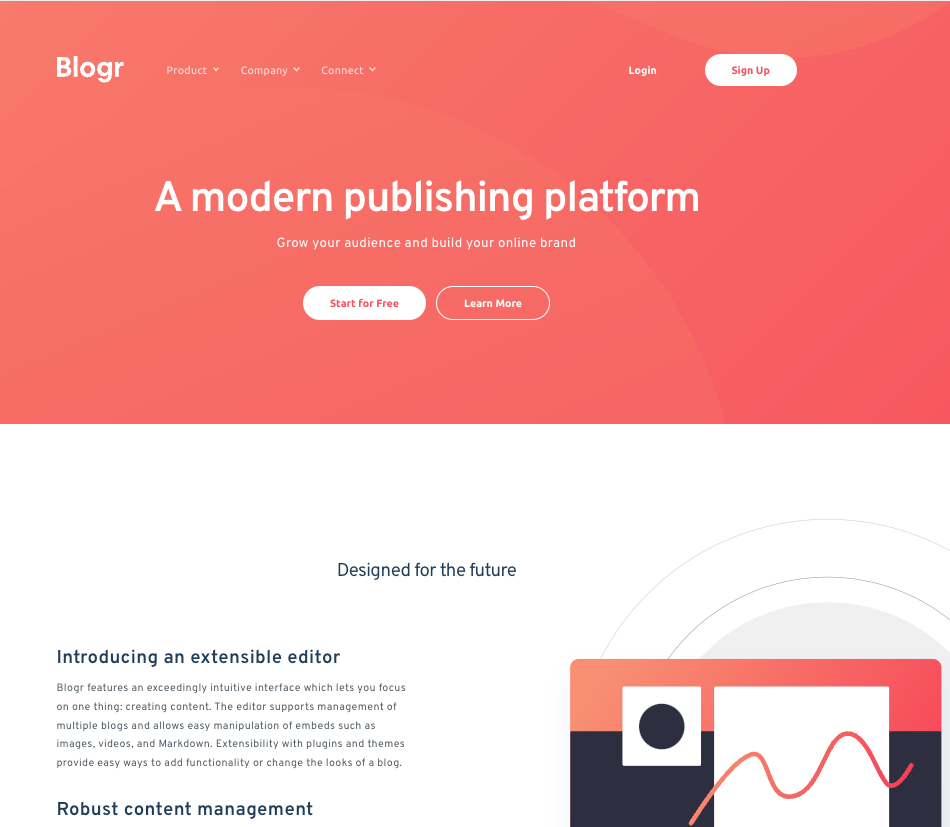 Blogr
Product
Company
Connect
Login
Sign Up
A modern publishing platform
Grow your audience and build your online brand
Start for Free
Learn More
Designed for the future
Introducing an extensible editor
Blogr features an exceedingly intuitive interface which lets you focus
on one thing: creating content. The editor supports management of
multiple blogs and allows easy manipulation of embeds such as
images, videos, and Markdown. Extensibility with plugins and themes
provide easy ways to add functionality or change the looks of a blog.
Robust content management